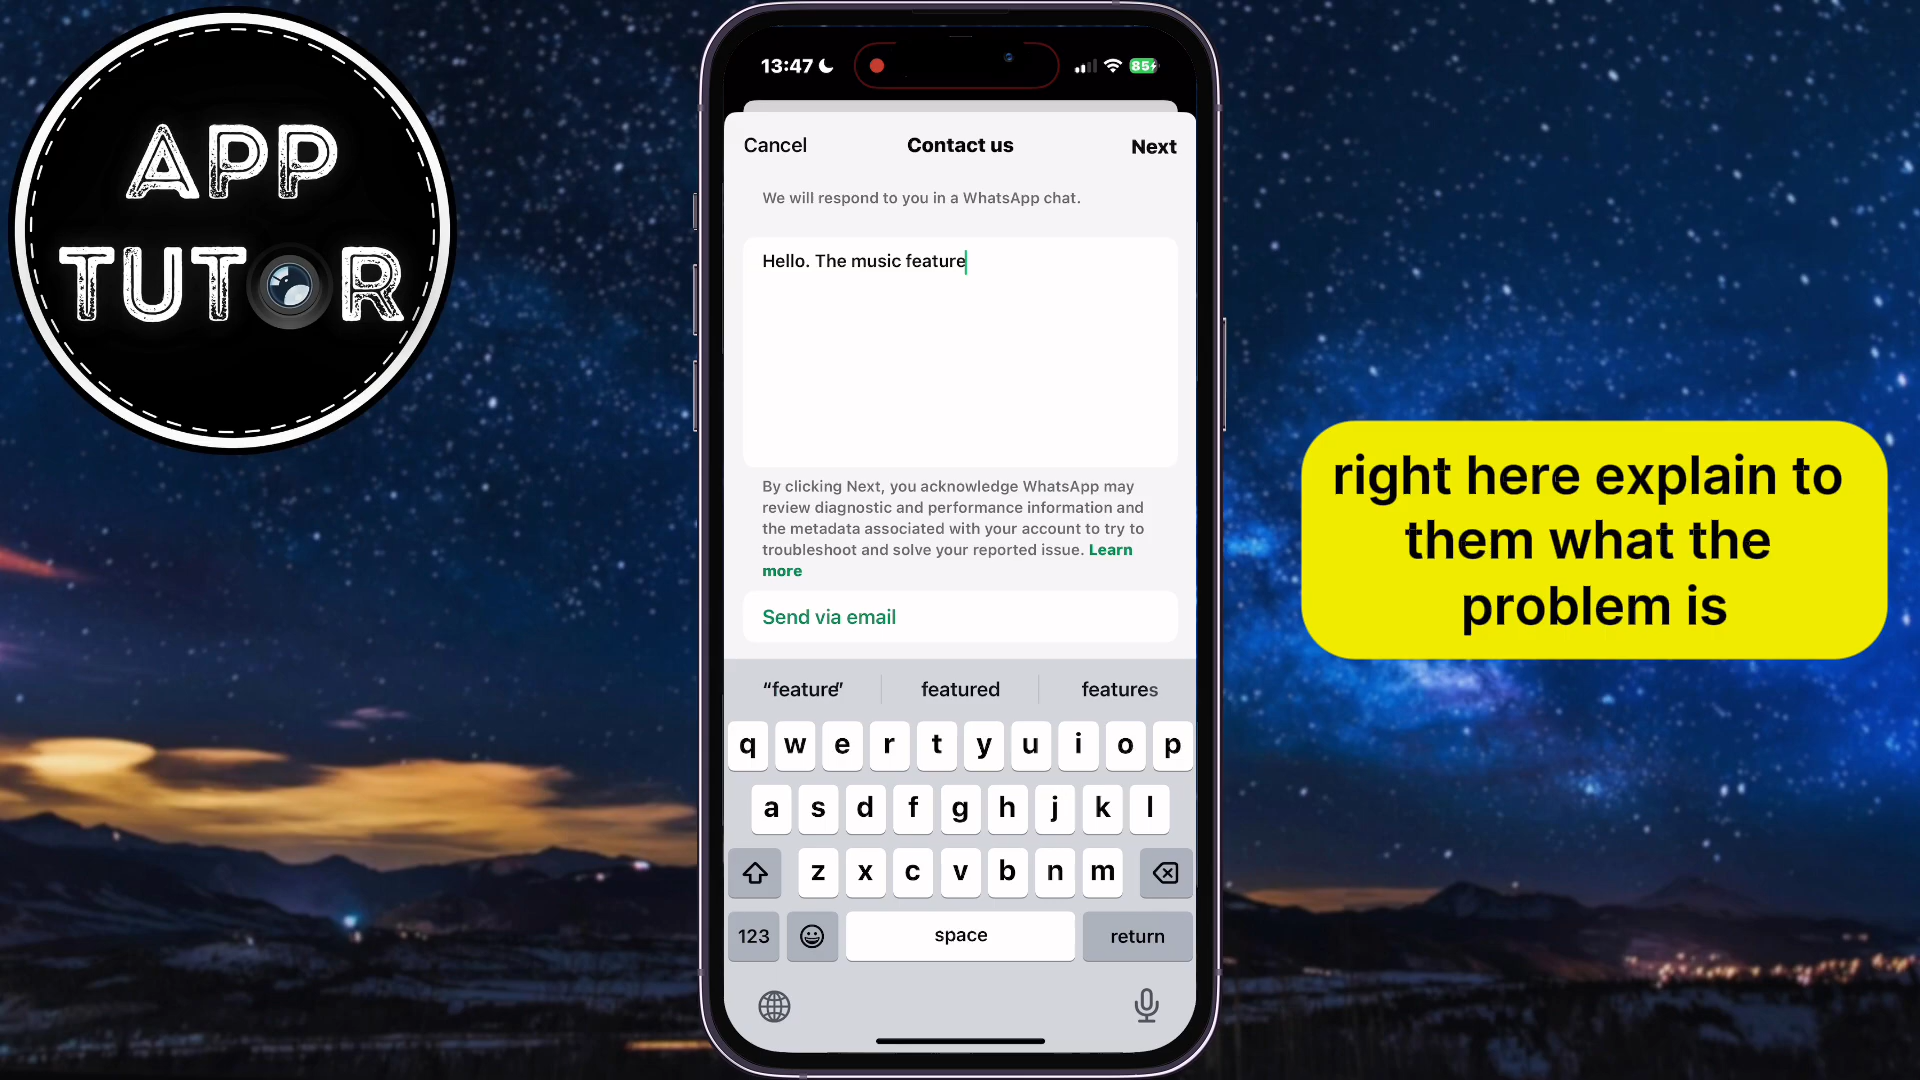 APP
TUTOR
13:47
85
Cancel
Contact us
Next
We will respond to you in a WhatsApp chat.
Hello. The music feature
By clicking Next, you acknowledge WhatsApp may
review diagnostic and performance information and
the metadata associated with your account to try to
troubleshoot and solve your reported issue. Learn
more
Send via email
“feature” featured features
q w e r t y u i o p
a s d f g h j k l
z x c v b n m
123 space return
right here explain to
them what the
problem is